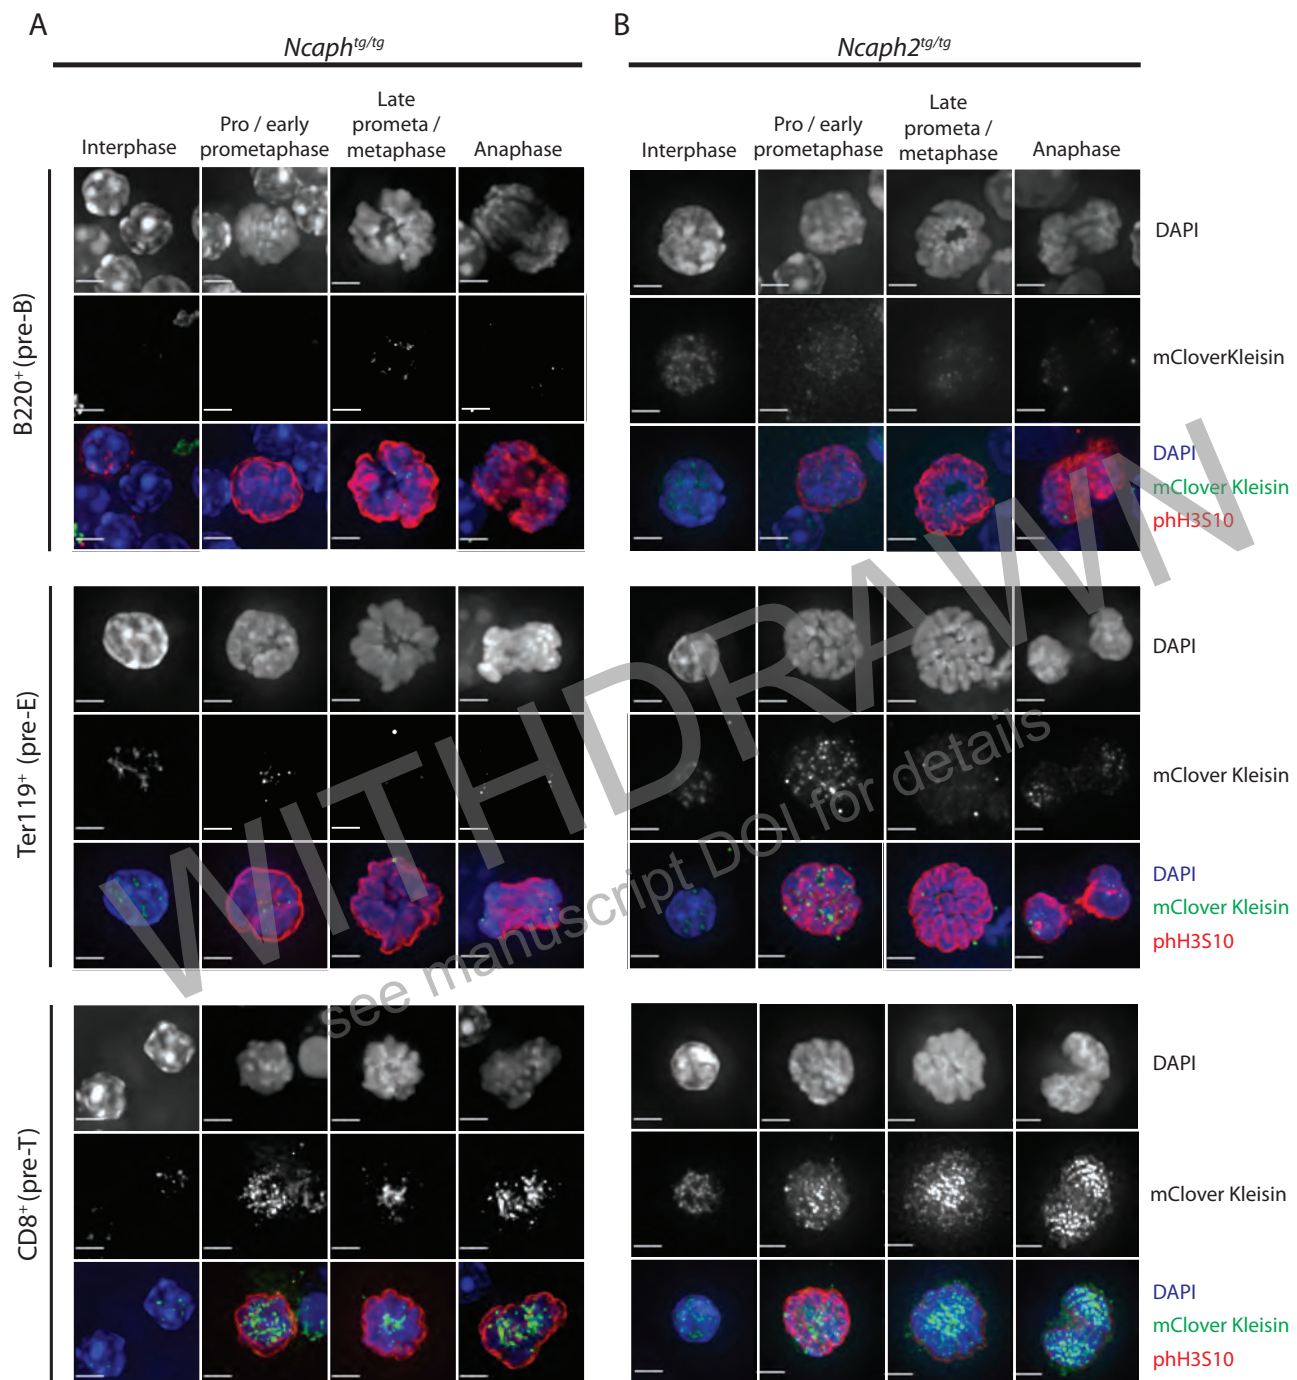 A
Ncaph^tg/tg
B
Ncaph2^tg/tg
Interphase
Pro / early
prometaphase
Late
prometa /
metaphase
Anaphase
Interphase
Pro / early
prometaphase
Late
prometa /
metaphase
Anaphase
B220+ (pre-B)
DAPI
mCloverKleisin
DAPI
mClover Kleisin
phH3S10
Ter119+ (pre-E)
DAPI
mClover Kleisin
DAPI
mClover Kleisin
phH3S10
CD8+ (pre-T)
DAPI
mClover Kleisin
DAPI
mClover Kleisin
phH3S10
WITHDRAWN
see manuscript DOI for details